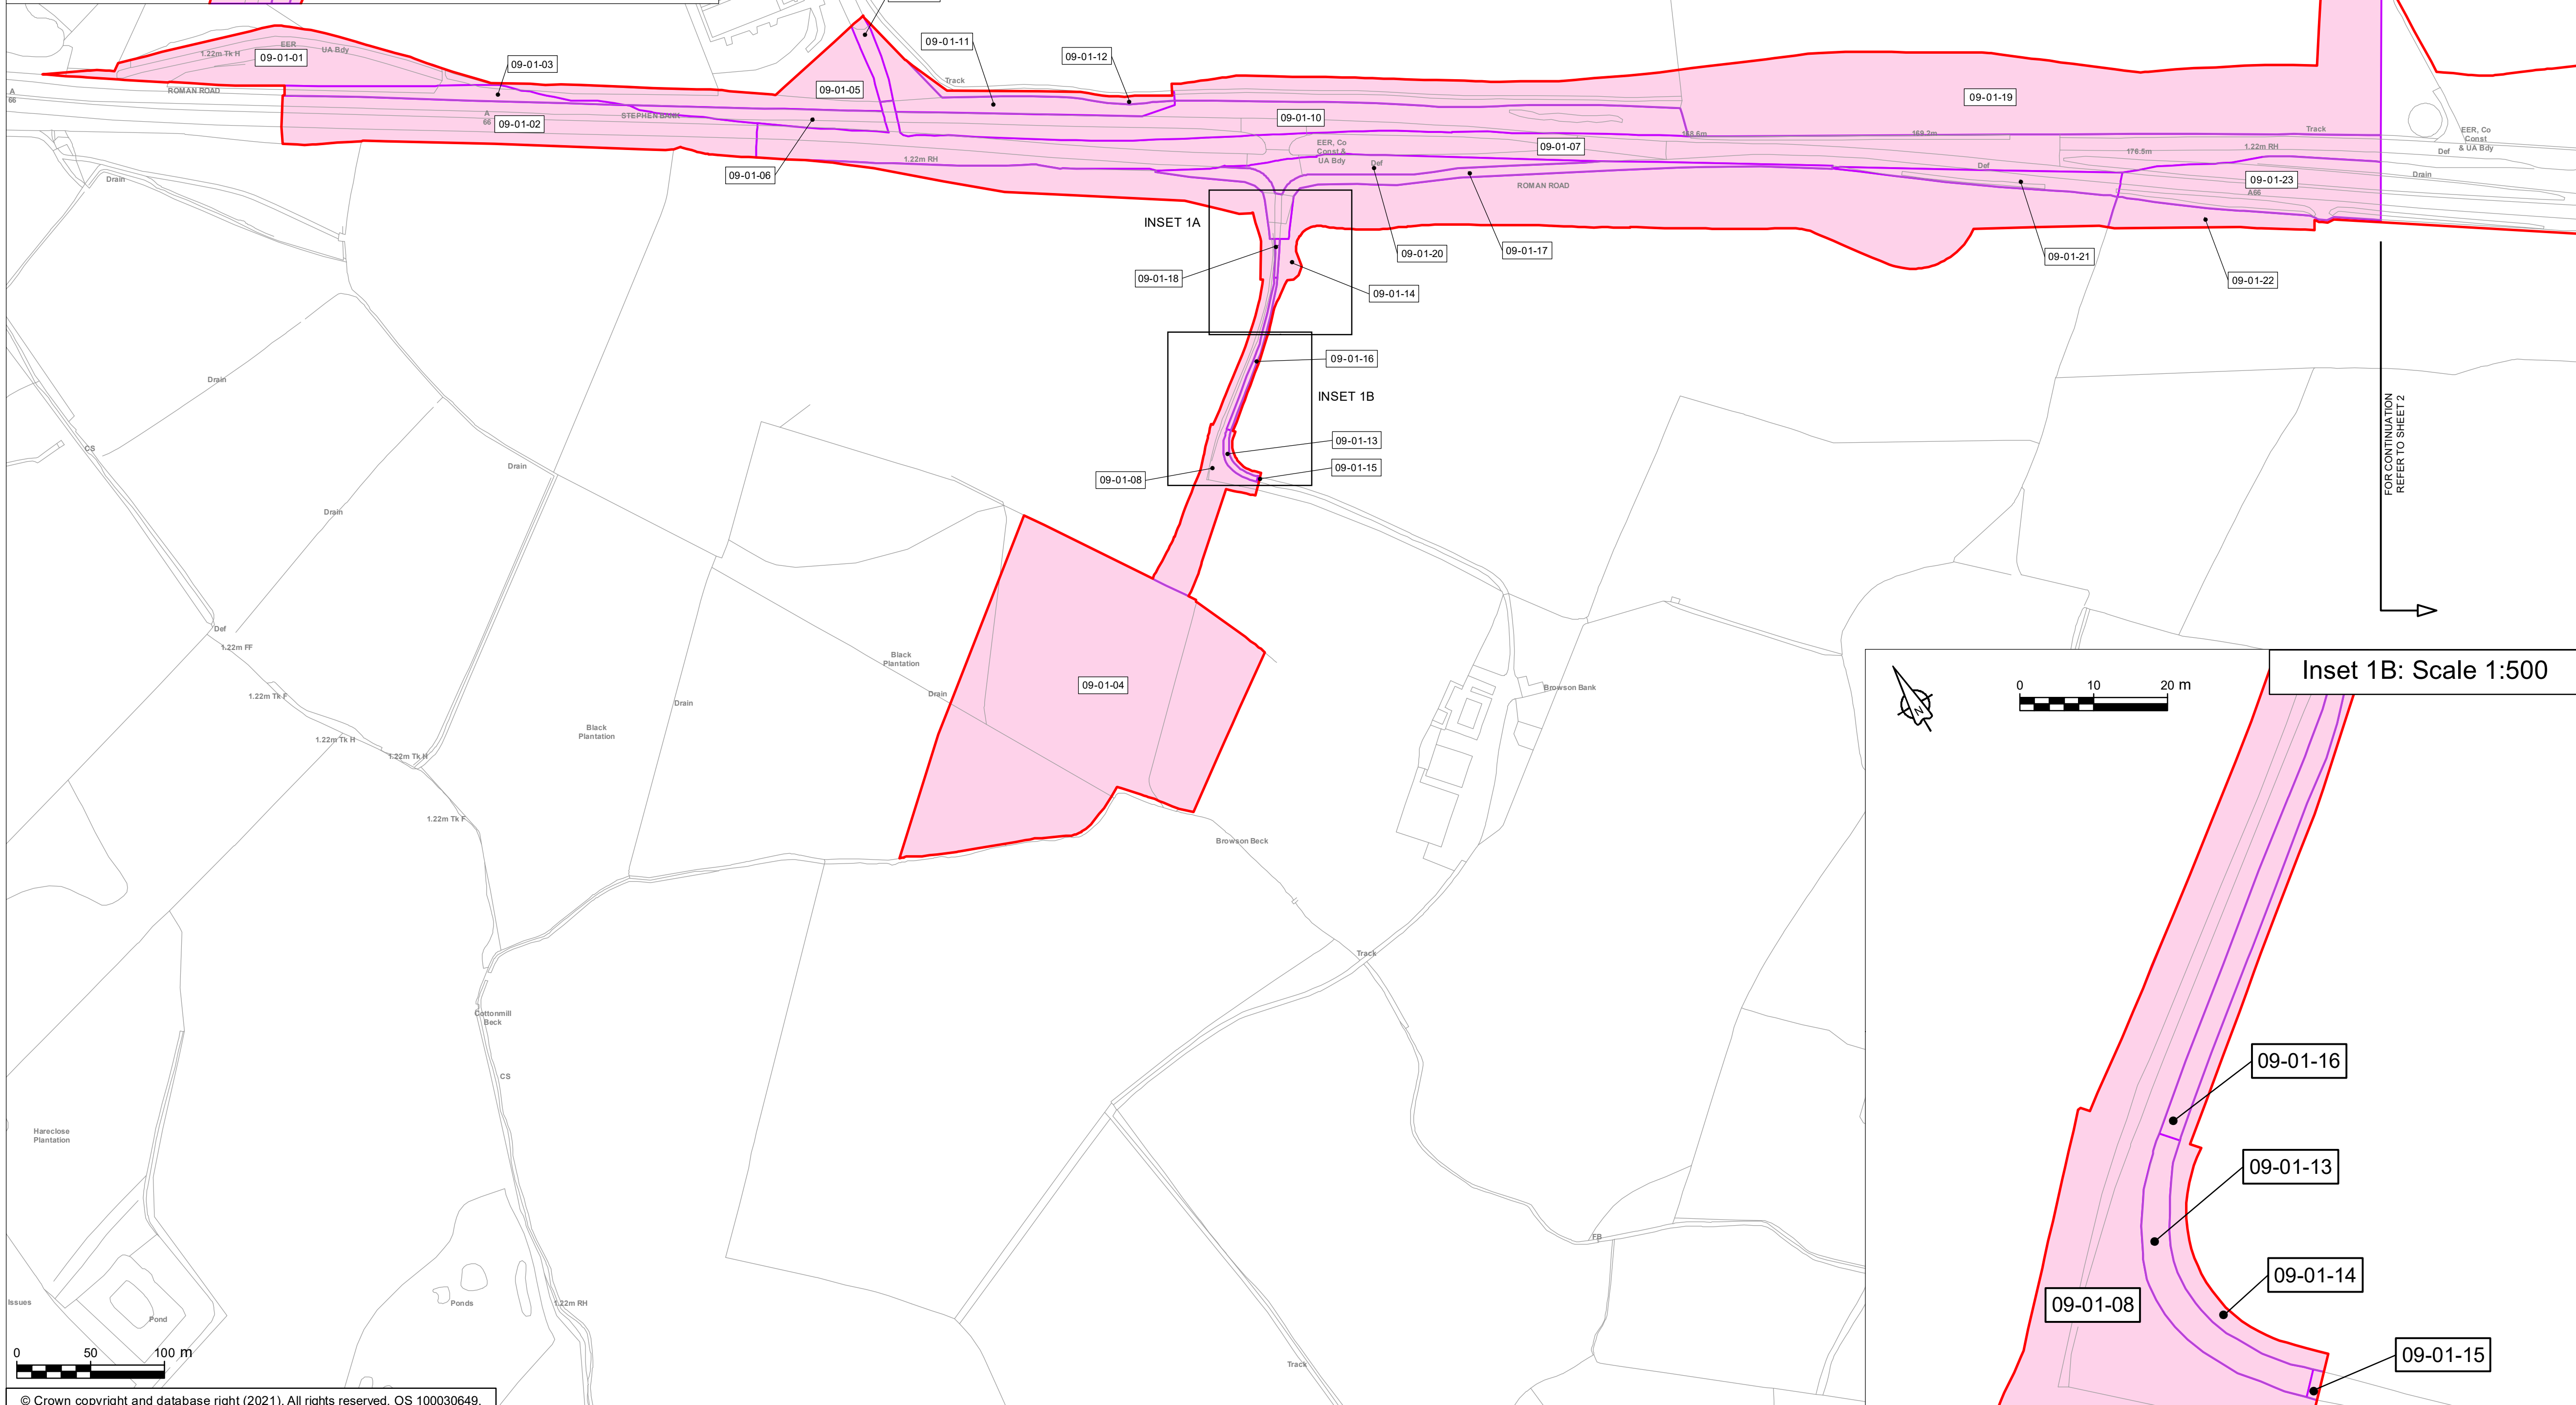 EER
UA Bdy
1.22m Tk H
09-01-01
09-01-03
09-01-11
09-01-12
Track
ROMAN ROAD
A
66
09-01-05
09-01-19
A
66
09-01-02
09-01-10
Track
EER, Co
Const
& UA Bdy
Def
169.2m
176.5m
1.22m RH
EER, Co
Const &
UA Bdy
09-01-07
1.22m RH
09-01-06
Def
Def
Drain
09-01-23
A66
Drain
ROMAN ROAD
INSET 1A
09-01-18
09-01-20
09-01-17
09-01-21
09-01-22
09-01-14
09-01-16
INSET 1B
FOR CONTINUATION
REFER TO SHEET 2
Drain
CS
Drain
09-01-13
09-01-15
09-01-08
Drain
Def
1.22m FF
Black
Plantation
09-01-04
Drain
Drain
Browson Bank
1.22m Tk F
Black
Plantation
1.22m Tk H
1.22m Tk H
1.22m Tk F
Browson Beck
Track
Cottonmill
Beck
CS
Hareclose
Plantation
FB
Issues
Pond
Ponds
1.22m RH
Track
0 50 100 m
© Crown copyright and database right (2021). All rights reserved. OS 100030649.
Inset 1B: Scale 1:500
N
0 10 20 m
09-01-16
09-01-13
09-01-14
09-01-08
09-01-15